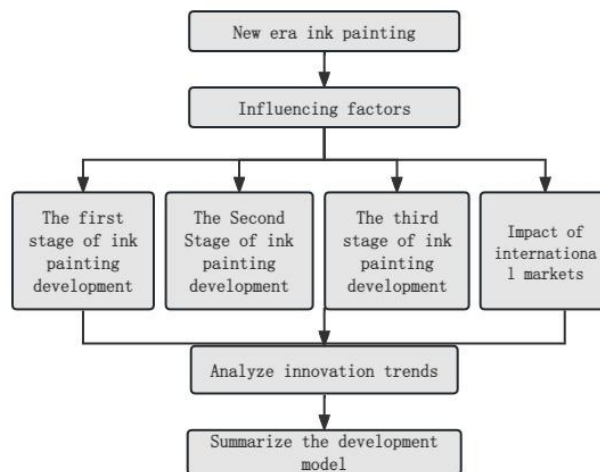 New era ink painting
Influencing factors
The first
stage of ink
painting
development
The Second
Stage of ink
painting
development
The third
stage of ink
painting
development
Impact of
internationa
l markets
Analyze innovation trends
Summarize the development
model